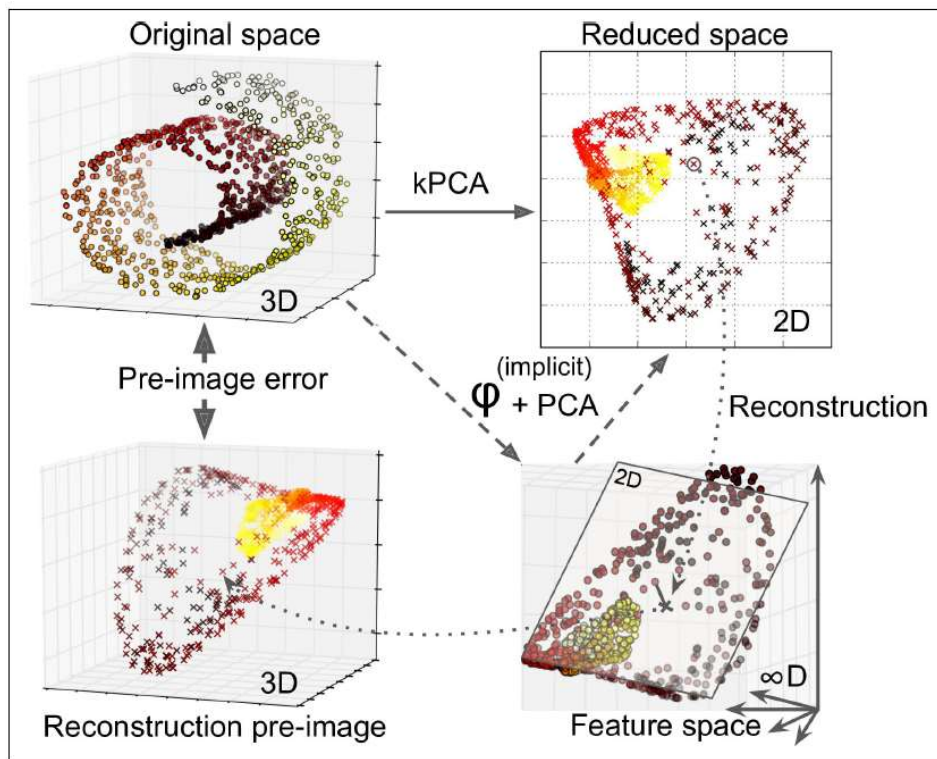 Original space
Reduced space
3D
kPCA
2D
Pre-image error
(implicit)
φ + PCA
Reconstruction
3D
Reconstruction pre-image
2D
∞D
Feature space